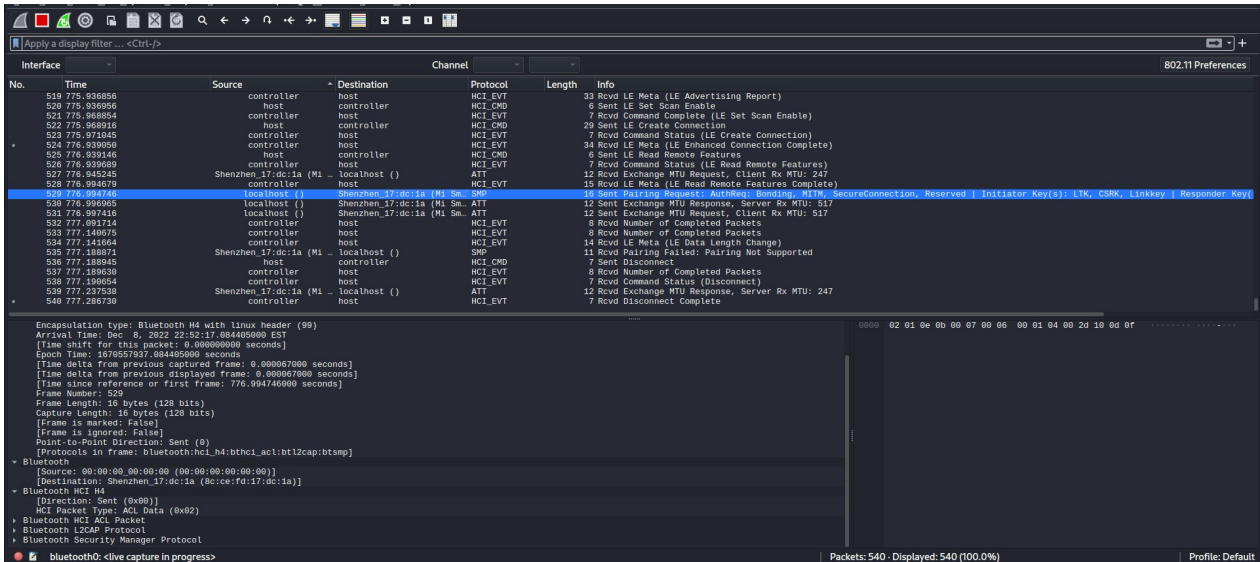 Apply a display filter ... <Ctrl-/>
Interface Channel 802.11 Preferences
No. Time Source Destination Protocol Length Info
519 775.936856 controller host HCI_EVT 33 Rcvd LE Meta (LE Advertising Report)
520 775.936956 host controller HCI_CMD 6 Sent LE Set Scan Enable
521 775.968854 controller host HCI_EVT 7 Rcvd Command Complete (LE Set Scan Enable)
522 775.968916 host controller HCI_CMD 29 Sent LE Create Connection
523 775.971045 controller host HCI_EVT 7 Rcvd Command Status (LE Create Connection)
524 776.939050 controller host HCI_EVT 34 Rcvd LE Meta (LE Enhanced Connection Complete)
525 776.939146 host controller HCI_CMD 6 Sent LE Read Remote Features
526 776.939689 controller host HCI_EVT 7 Rcvd Command Status (LE Read Remote Features)
527 776.945245 Shenzhen_17:dc:1a (Mi … localhost () ATT 12 Rcvd Exchange MTU Request, Client Rx MTU: 247
528 776.994679 controller host HCI_EVT 15 Rcvd LE Meta (LE Read Remote Features Complete)
529 776.994746 localhost () Shenzhen_17:dc:1a (Mi Sm… SMP 16 Sent Pairing Request: AuthReq: Bonding, MITM, SecureConnection, Reserved | Initiator Key(s): LTK, CSRK, Linkkey | Responder Key(
530 776.996965 localhost () Shenzhen_17:dc:1a (Mi Sm… ATT 12 Sent Exchange MTU Response, Server Rx MTU: 517
531 776.997416 localhost () Shenzhen_17:dc:1a (Mi Sm… ATT 12 Sent Exchange MTU Request, Client Rx MTU: 517
532 777.091714 controller host HCI_EVT 8 Rcvd Number of Completed Packets
533 777.140675 controller host HCI_EVT 8 Rcvd Number of Completed Packets
534 777.141664 controller host HCI_EVT 14 Rcvd LE Meta (LE Data Length Change)
535 777.188871 Shenzhen_17:dc:1a (Mi … localhost () SMP 11 Rcvd Pairing Failed: Pairing Not Supported
536 777.188945 host controller HCI_CMD 7 Sent Disconnect
537 777.189630 controller host HCI_EVT 8 Rcvd Number of Completed Packets
538 777.190654 controller host HCI_EVT 7 Rcvd Command Status (Disconnect)
539 777.237538 Shenzhen_17:dc:1a (Mi … localhost () ATT 12 Rcvd Exchange MTU Response, Server Rx MTU: 247
540 777.286730 controller host HCI_EVT 7 Rcvd Disconnect Complete
Encapsulation type: Bluetooth H4 with linux header (99)
Arrival Time: Dec  8, 2022 22:52:17.084405000 EST
[Time shift for this packet: 0.000000000 seconds]
Epoch Time: 1670557937.084405000 seconds
[Time delta from previous captured frame: 0.000067000 seconds]
[Time delta from previous displayed frame: 0.000067000 seconds]
[Time since reference or first frame: 776.994746000 seconds]
Frame Number: 529
Frame Length: 16 bytes (128 bits)
Capture Length: 16 bytes (128 bits)
[Frame is marked: False]
[Frame is ignored: False]
Point-to-Point Direction: Sent (0)
[Protocols in frame: bluetooth:hci_h4:bthci_acl:btl2cap:btsmp]
Bluetooth
[Source: 00:00:00_00:00:00 (00:00:00:00:00:00)]
[Destination: Shenzhen_17:dc:1a (8c:ce:fd:17:dc:1a)]
Bluetooth HCI H4
[Direction: Sent (0x00)]
HCI Packet Type: ACL Data (0x02)
Bluetooth HCI ACL Packet
Bluetooth L2CAP Protocol
Bluetooth Security Manager Protocol
0000 02 01 0e 0b 00 07 00 06 00 01 04 00 2d 10 0d 0f ········ ····-···
bluetooth0: <live capture in progress> Packets: 540 · Displayed: 540 (100.0%) Profile: Default